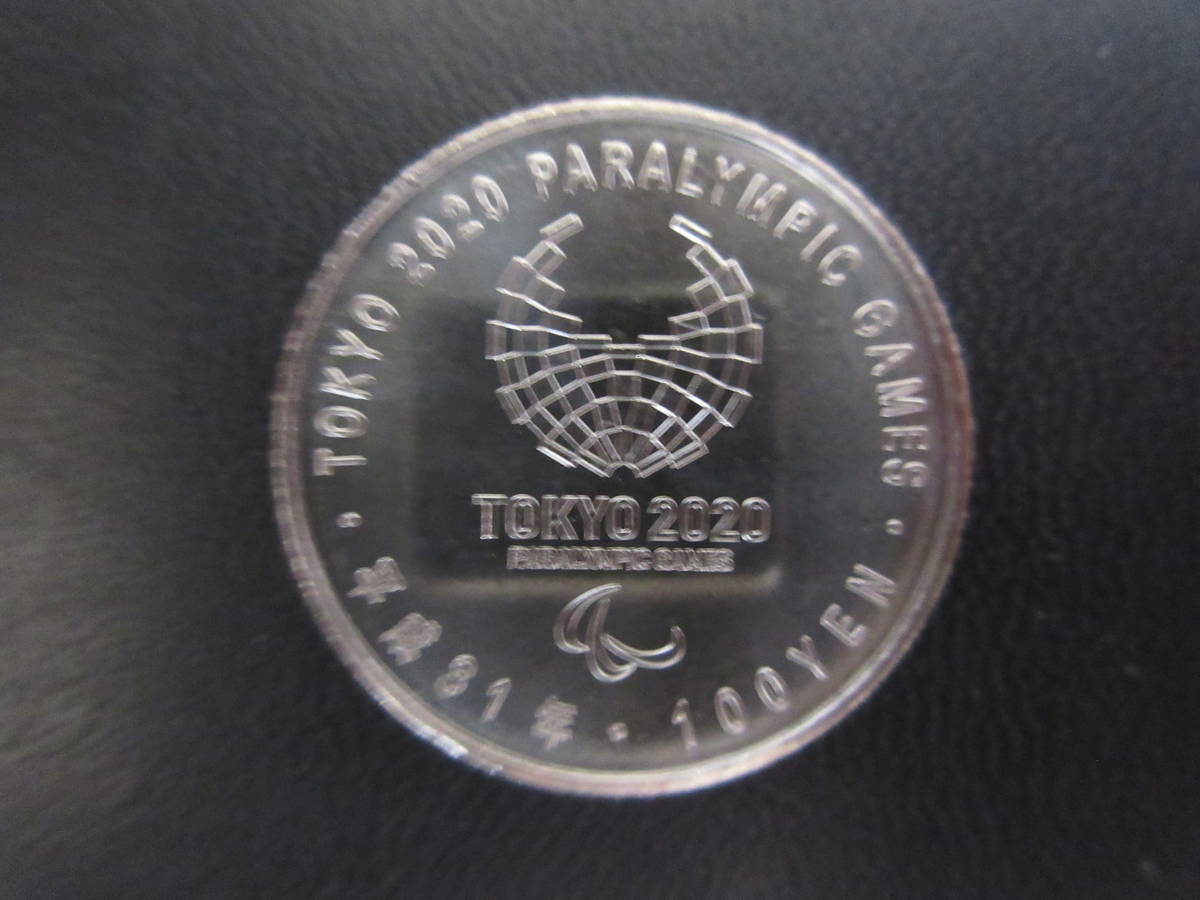 TOKYO 2020 PARALYMPIC GAMES
TOKYO 2020
PARALYMPIC GAMES
平成31年・100YEN